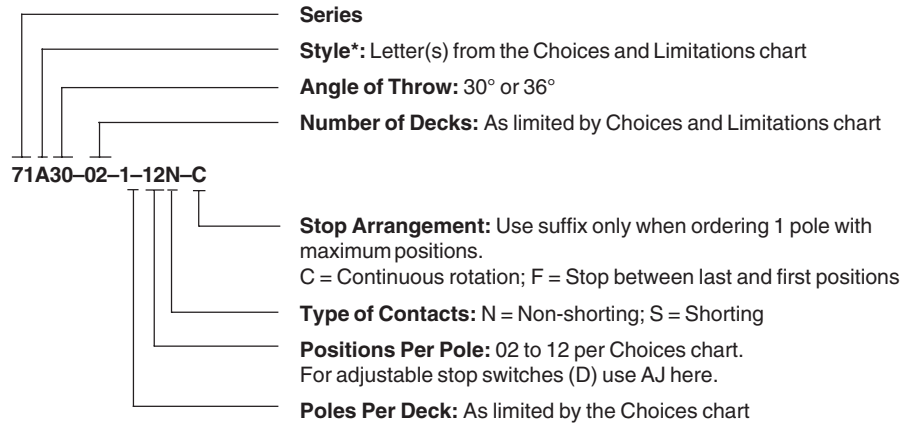 Series
Style*: Letter(s) from the Choices and Limitations chart
Angle of Throw: 30° or 36°
Number of Decks: As limited by Choices and Limitations chart
71A30–02–1–12N–C
Stop Arrangement: Use suffix only when ordering 1 pole with
maximum positions.
C = Continuous rotation; F = Stop between last and first positions
Type of Contacts: N = Non-shorting; S = Shorting
Positions Per Pole: 02 to 12 per Choices chart.
For adjustable stop switches (D) use AJ here.
Poles Per Deck: As limited by the Choices chart